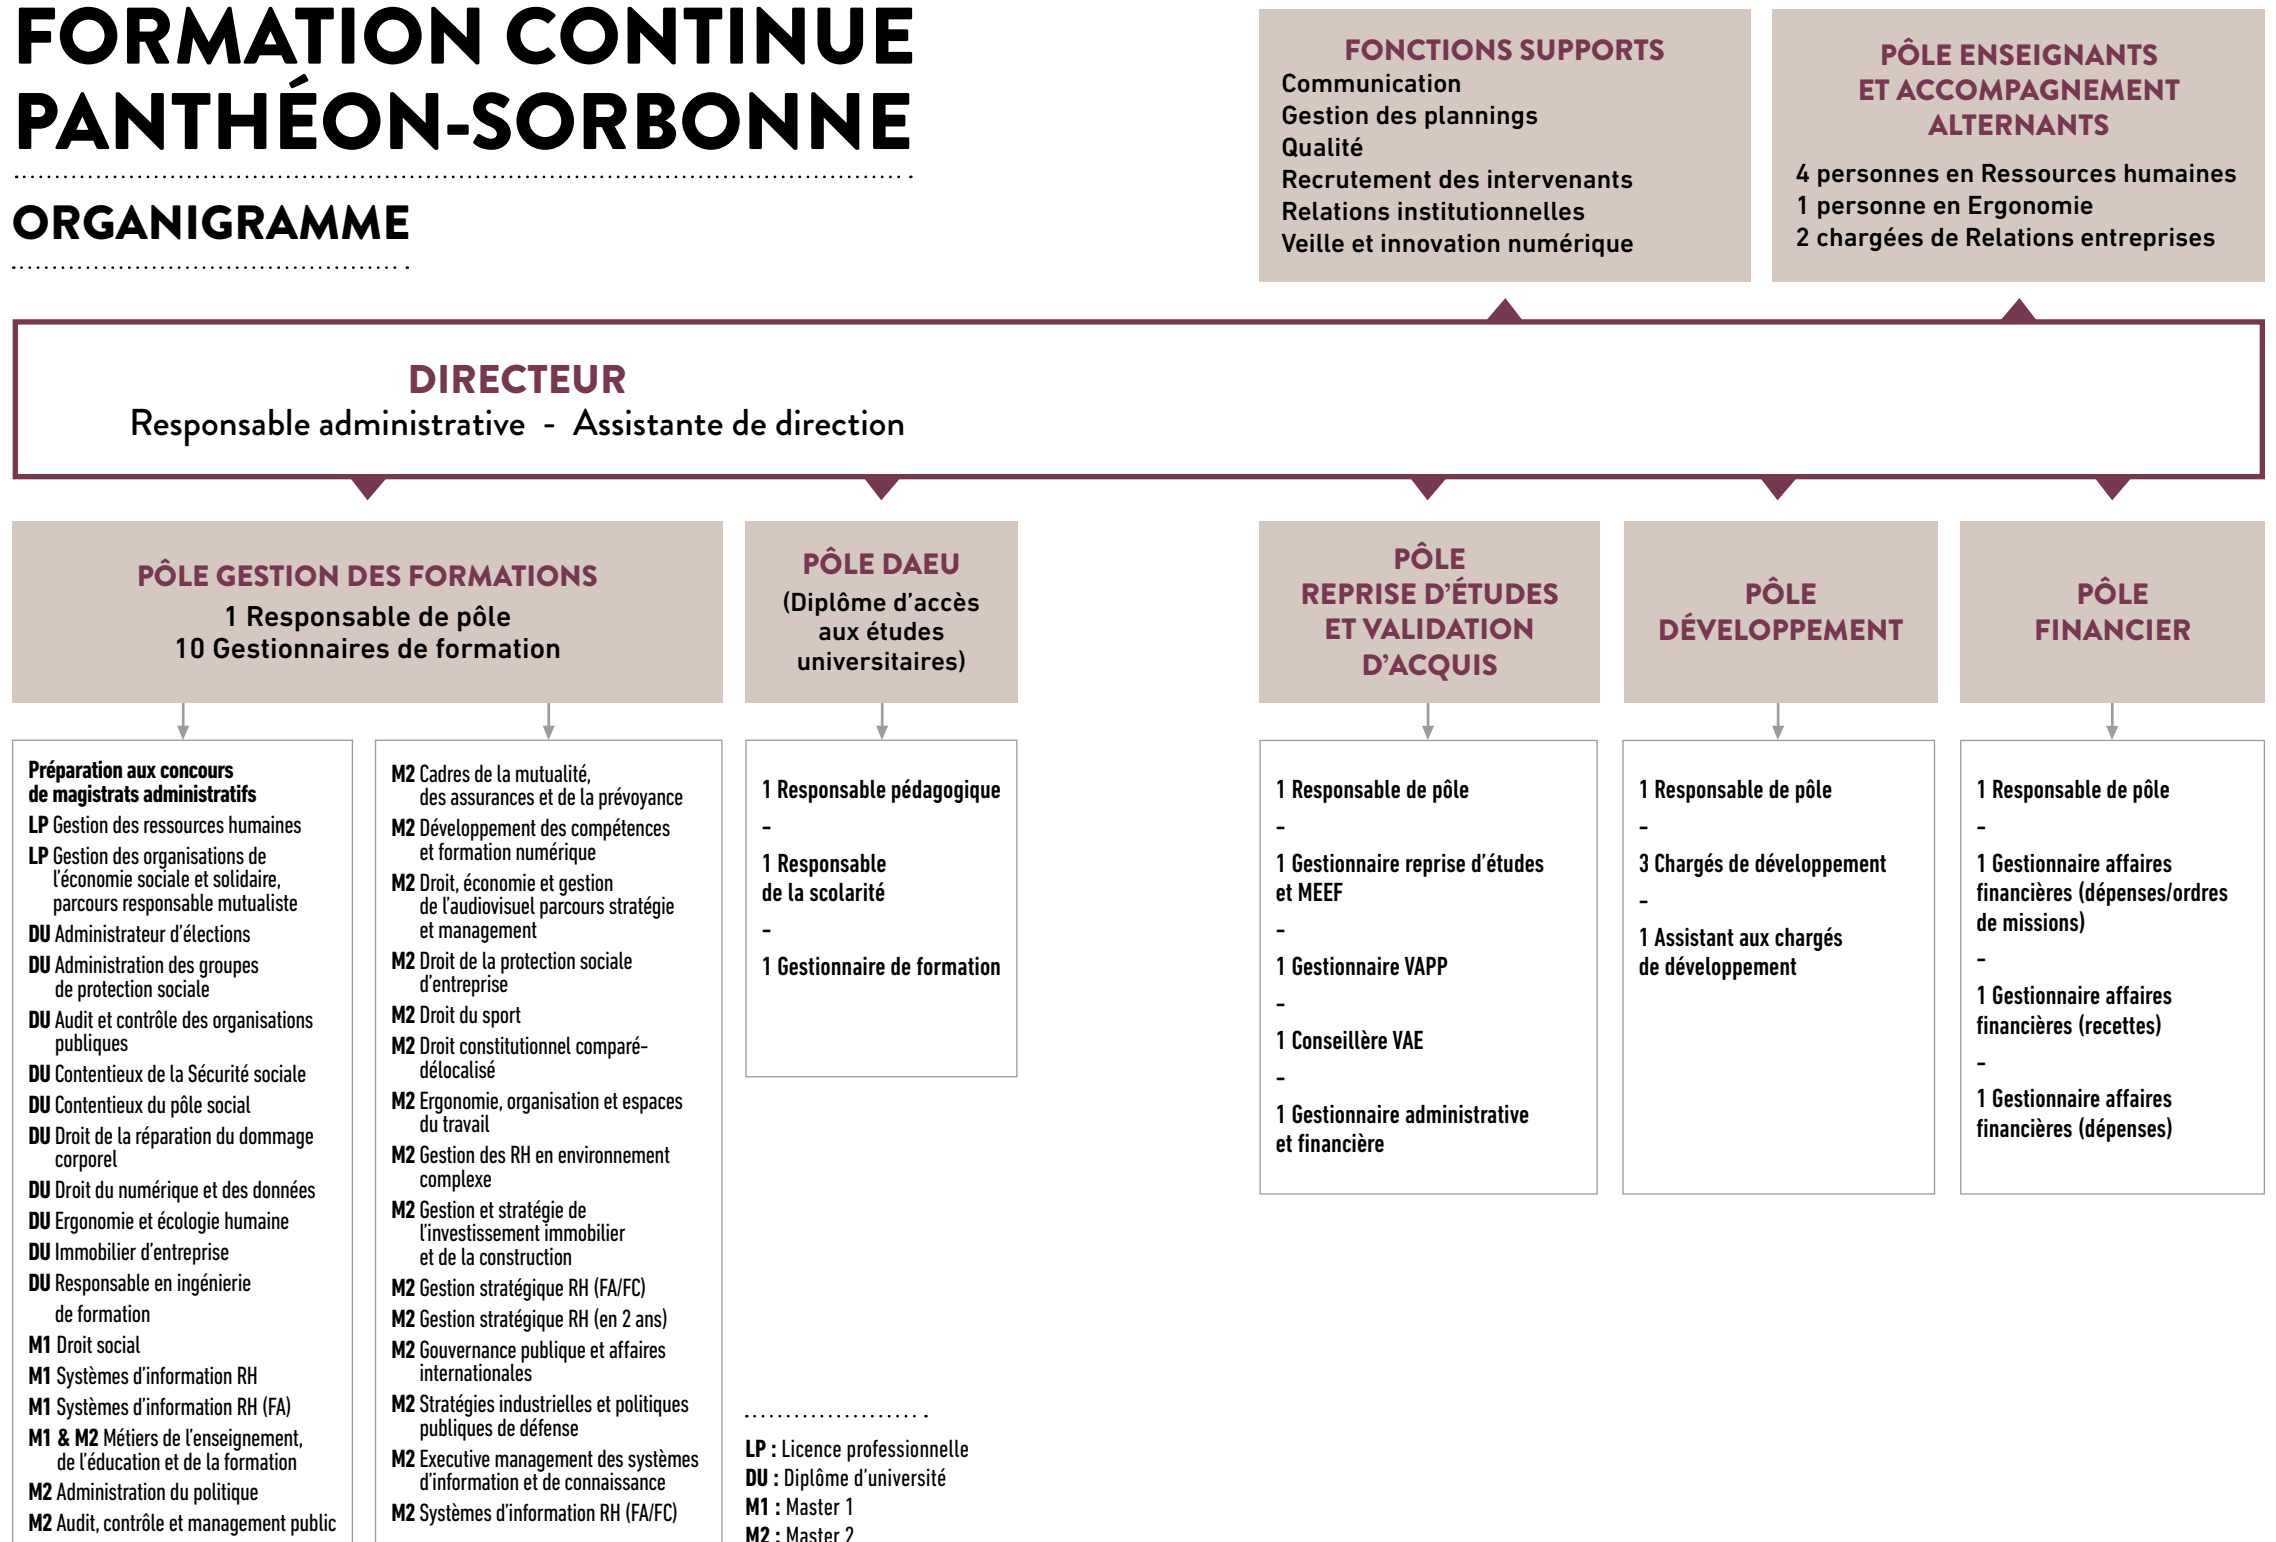 FORMATION CONTINUE
PANTHÉON-SORBONNE
ORGANIGRAMME
FONCTIONS SUPPORTS
Communication
Gestion des plannings
Qualité
Recrutement des intervenants
Relations institutionnelles
Veille et innovation numérique
PÔLE ENSEIGNANTS
ET ACCOMPAGNEMENT
ALTERNANTS
4 personnes en Ressources humaines
1 personne en Ergonomie
2 chargées de Relations entreprises
DIRECTEUR
Responsable administrative - Assistante de direction
PÔLE GESTION DES FORMATIONS
1 Responsable de pôle
10 Gestionnaires de formation
Préparation aux concours
de magistrats administratifs
LP Gestion des ressources humaines
LP Gestion des organisations de
l'économie sociale et solidaire,
parcours responsable mutualiste
DU Administrateur d'élections
DU Administration des groupes
de protection sociale
DU Audit et contrôle des organisations
publiques
DU Contentieux de la Sécurité sociale
DU Contentieux du pôle social
DU Droit de la réparation du dommage
corporel
DU Droit du numérique et des données
DU Ergonomie et écologie humaine
DU Immobilier d'entreprise
DU Responsable en ingénierie
de formation
M1 Droit social
M1 Systèmes d'information RH
M1 Systèmes d'information RH (FA)
M1 & M2 Métiers de l'enseignement,
de l'éducation et de la formation
M2 Administration du politique
M2 Audit, contrôle et management public
M2 Cadres de la mutualité,
des assurances et de la prévoyance
M2 Développement des compétences
et formation numérique
M2 Droit, économie et gestion
de l'audiovisuel parcours stratégie
et management
M2 Droit de la protection sociale
d'entreprise
M2 Droit du sport
M2 Droit constitutionnel comparé-
délocalisé
M2 Ergonomie, organisation et espaces
du travail
M2 Gestion des RH en environnement
complexe
M2 Gestion et stratégie de
l'investissement immobilier
et de la construction
M2 Gestion stratégique RH (FA/FC)
M2 Gestion stratégique RH (en 2 ans)
M2 Gouvernance publique et affaires
internationales
M2 Stratégies industrielles et politiques
publiques de défense
M2 Executive management des systèmes
d'information et de connaissance
M2 Systèmes d'information RH (FA/FC)
PÔLE DAEU
(Diplôme d'accès
aux études
universitaires)
1 Responsable pédagogique
–
1 Responsable
de la scolarité
–
1 Gestionnaire de formation
LP : Licence professionnelle
DU : Diplôme d'université
M1 : Master 1
M2 : Master 2
PÔLE
REPRISE D'ÉTUDES
ET VALIDATION
D'ACQUIS
1 Responsable de pôle
–
1 Gestionnaire reprise d'études
et MEEF
–
1 Gestionnaire VAPP
–
1 Conseillère VAE
–
1 Gestionnaire administrative
et financière
PÔLE
DÉVELOPPEMENT
1 Responsable de pôle
–
3 Chargés de développement
–
1 Assistant aux chargés
de développement
PÔLE
FINANCIER
1 Responsable de pôle
–
1 Gestionnaire affaires
financières (dépenses/ordres
de missions)
–
1 Gestionnaire affaires
financières (recettes)
–
1 Gestionnaire affaires
financières (dépenses)